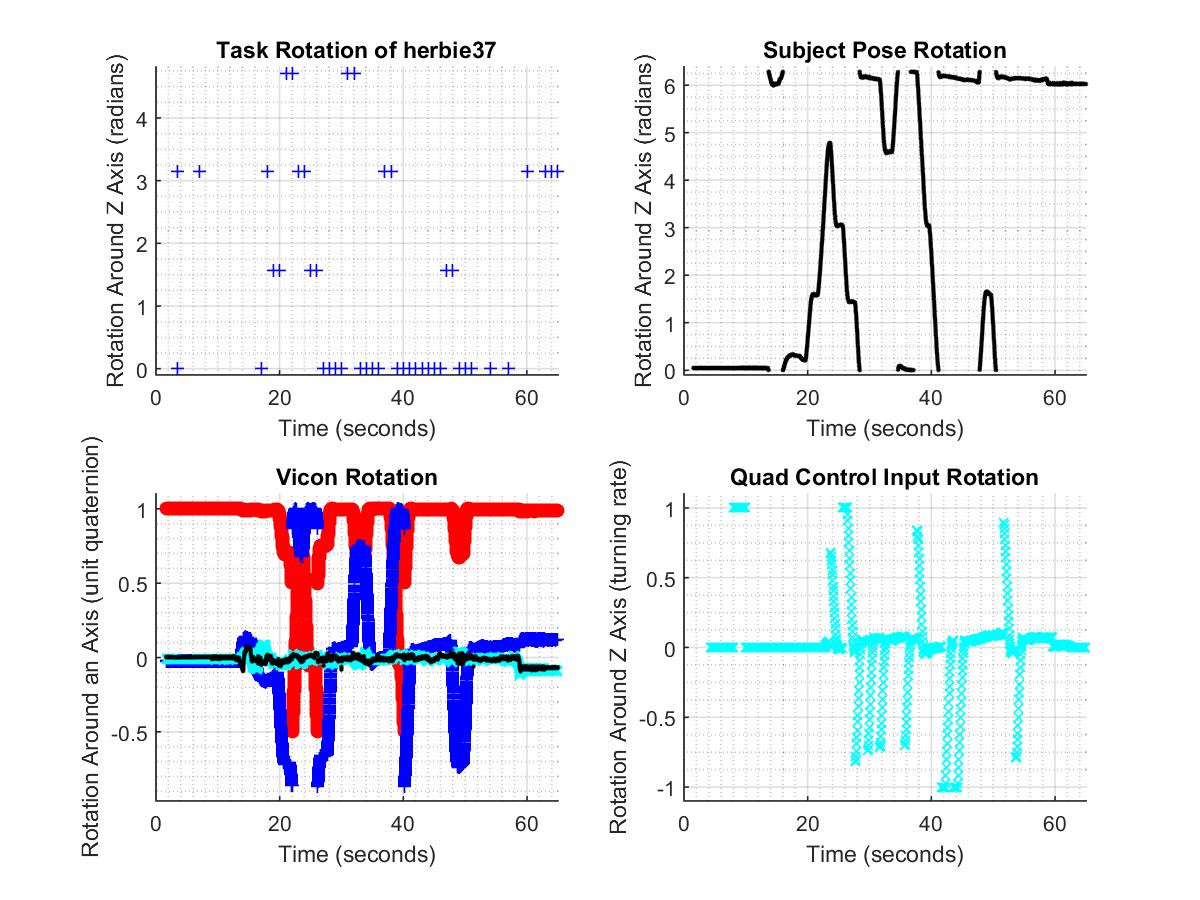 Task Rotation of herbie37
Rotation Around Z Axis (radians)
4
3
2
1
0
0 20 40 60
Time (seconds)
Subject Pose Rotation
Rotation Around Z Axis (radians)
6
5
4
3
2
1
0
0 20 40 60
Time (seconds)
Vicon Rotation
Rotation Around an Axis (unit quaternion)
1
0.5
0
-0.5
0 20 40 60
Time (seconds)
Quad Control Input Rotation
Rotation Around Z Axis (turning rate)
1
0.5
0
-0.5
-1
0 20 40 60
Time (seconds)